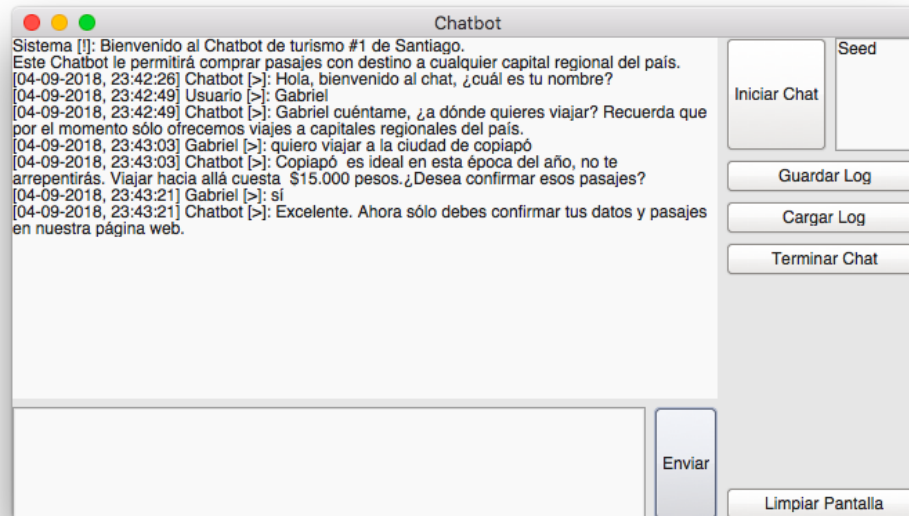 Chatbot
Sistema [!]: Bienvenido al Chatbot de turismo #1 de Santiago.
Este Chatbot le permitirá comprar pasajes con destino a cualquier capital regional del país.
[04-09-2018, 23:42:26] Chatbot [>]: Hola, bienvenido al chat, ¿cuál es tu nombre?
[04-09-2018, 23:42:49] Usuario [>]: Gabriel
[04-09-2018, 23:42:49] Chatbot [>]: Gabriel cuéntame, ¿a dónde quieres viajar? Recuerda que
por el momento sólo ofrecemos viajes a capitales regionales del país.
[04-09-2018, 23:43:03] Gabriel [>]: quiero viajar a la ciudad de copiapó
[04-09-2018, 23:43:03] Chatbot [>]: Copiapó  es ideal en esta época del año, no te
arrepentirás. Viajar hacia allá cuesta  $15.000 pesos.¿Desea confirmar esos pasajes?
[04-09-2018, 23:43:21] Gabriel [>]: sí
[04-09-2018, 23:43:21] Chatbot [>]: Excelente. Ahora sólo debes confirmar tus datos y pasajes
en nuestra página web.
Iniciar Chat
Seed
Guardar Log
Cargar Log
Terminar Chat
Enviar
Limpiar Pantalla